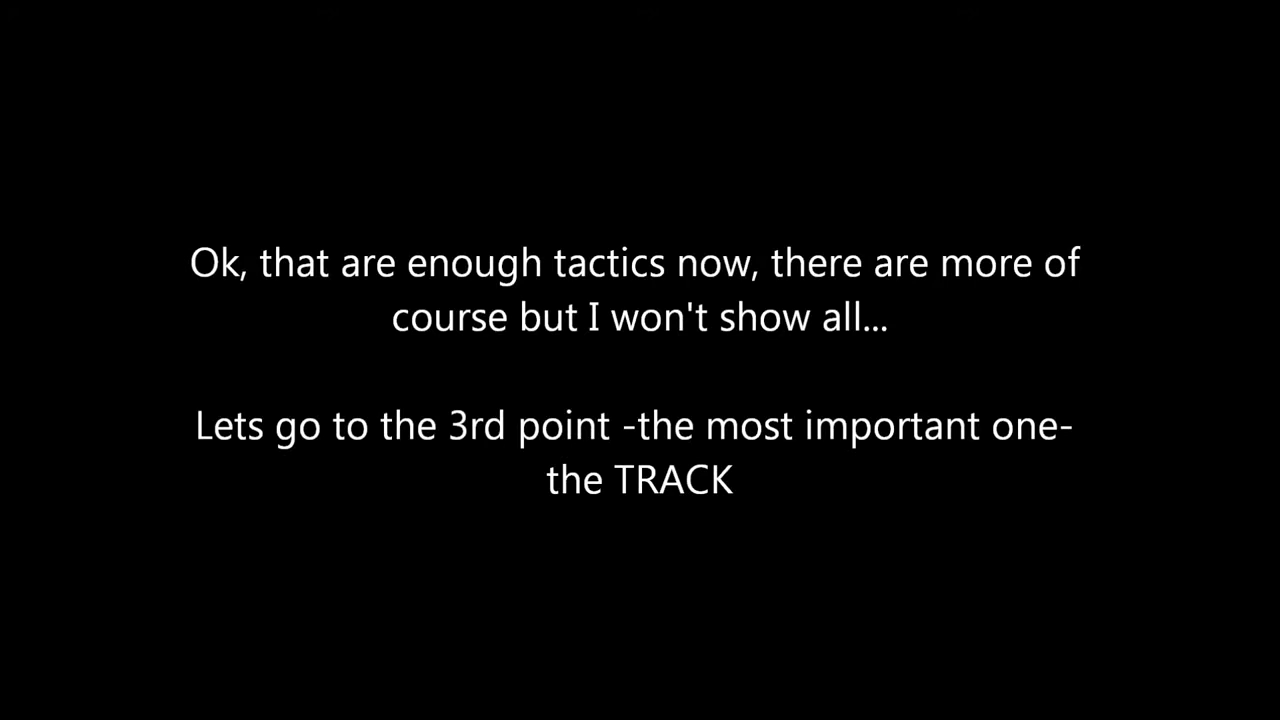 Ok, that are enough tactics now, there are more of
course but I won't show all...
Lets go to the 3rd point -the most important one-
the TRACK